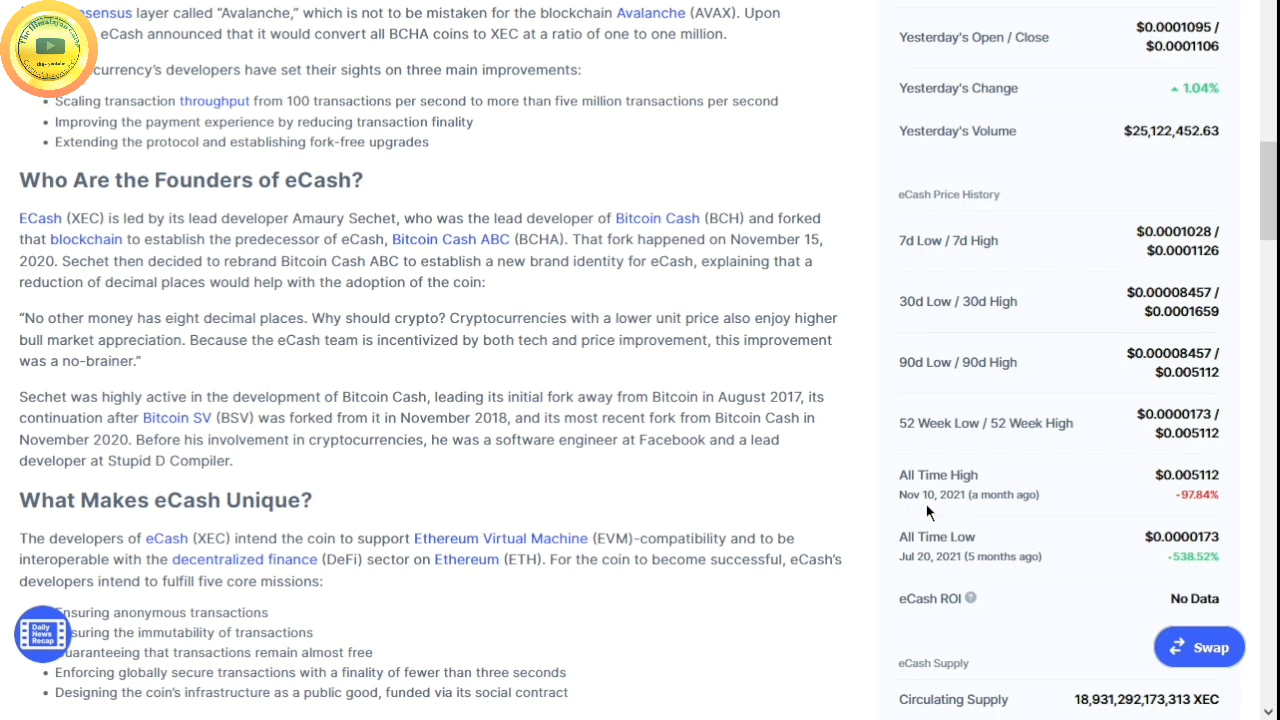 nsensus layer called “Avalanche,” which is not to be mistaken for the blockchain Avalanche (AVAX). Upon
eCash announced that it would convert all BCHA coins to XEC at a ratio of one to one million.
currency’s developers have set their sights on three main improvements:
• Scaling transaction throughput from 100 transactions per second to more than five million transactions per second
• Improving the payment experience by reducing transaction finality
• Extending the protocol and establishing fork-free upgrades
Who Are the Founders of eCash?
ECash (XEC) is led by its lead developer Amaury Sechet, who was the lead developer of Bitcoin Cash (BCH) and forked
that blockchain to establish the predecessor of eCash, Bitcoin Cash ABC (BCHA). That fork happened on November 15,
2020. Sechet then decided to rebrand Bitcoin Cash ABC to establish a new brand identity for eCash, explaining that a
reduction of decimal places would help with the adoption of the coin:
“No other money has eight decimal places. Why should crypto? Cryptocurrencies with a lower unit price also enjoy higher
bull market appreciation. Because the eCash team is incentivized by both tech and price improvement, this improvement
was a no-brainer.”
Sechet was highly active in the development of Bitcoin Cash, leading its initial fork away from Bitcoin in August 2017, its
continuation after Bitcoin SV (BSV) was forked from it in November 2018, and its most recent fork from Bitcoin Cash in
November 2020. Before his involvement in cryptocurrencies, he was a software engineer at Facebook and a lead
developer at Stupid D Compiler.
What Makes eCash Unique?
The developers of eCash (XEC) intend the coin to support Ethereum Virtual Machine (EVM)-compatibility and to be
interoperable with the decentralized finance (DeFi) sector on Ethereum (ETH). For the coin to become successful, eCash’s
developers intend to fulfill five core missions:
Ensuring anonymous transactions
suring the immutability of transactions
uaranteeing that transactions remain almost free
• Enforcing globally secure transactions with a finality of fewer than three seconds
• Designing the coin’s infrastructure as a public good, funded via its social contract
Daily
News
Recap
Yesterday's Open / Close
$0.0001095 /
$0.0001106
Yesterday's Change
1.04%
Yesterday's Volume
$25,122,452.63
eCash Price History
7d Low / 7d High
$0.0001028 /
$0.0001126
30d Low / 30d High
$0.00008457 /
$0.0001659
90d Low / 90d High
$0.00008457 /
$0.005112
52 Week Low / 52 Week High
$0.0000173 /
$0.005112
All Time High
$0.005112
Nov 10, 2021 (a month ago)
-97.84%
All Time Low
$0.0000173
Jul 20, 2021 (5 months ago)
-538.52%
eCash ROI
No Data
Swap
eCash Supply
Circulating Supply
18,931,292,173,313 XEC